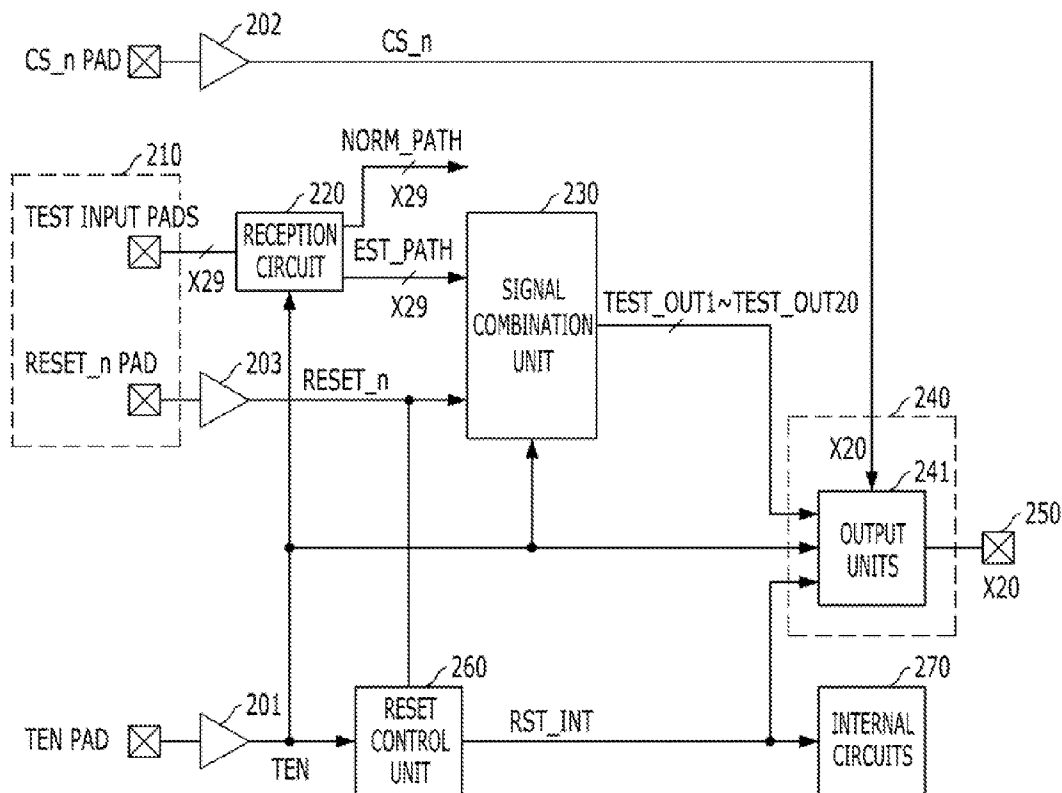 202
CS_n PAD
CS_n
210
NORM_PATH
220
230
TEST INPUT PADS
X29
RECEPTION
CIRCUIT
EST_PATH
X29
X29
SIGNAL
COMBINATION
UNIT
TEST_OUT1~TEST_OUT20
RESET_n PAD
203
RESET_n
240
X20
241
250
OUTPUT
UNITS
X20
260
270
TEN PAD
201
TEN
RESET
CONTROL
UNIT
RST_INT
INTERNAL
CIRCUITS